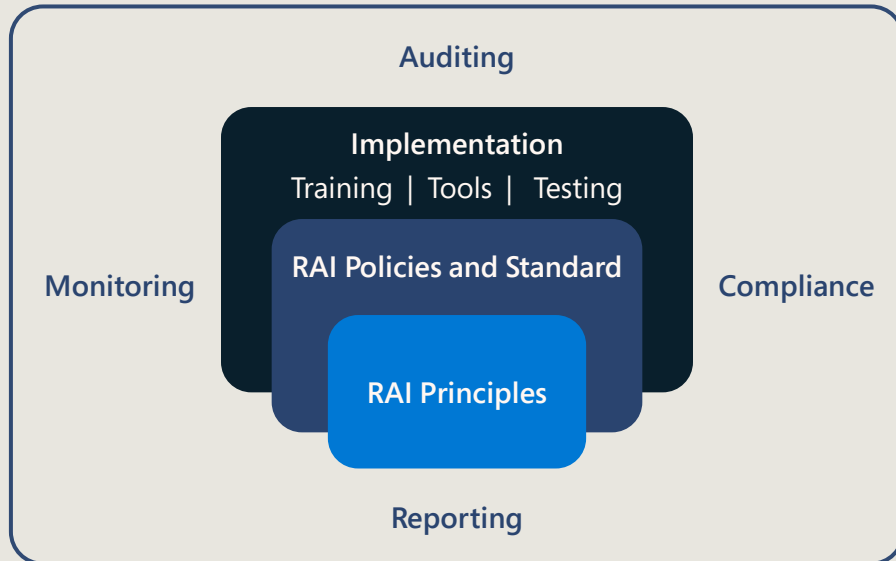 Auditing
Implementation
Training | Tools | Testing
RAI Policies and Standard
Monitoring
Compliance
RAI Principles
Reporting